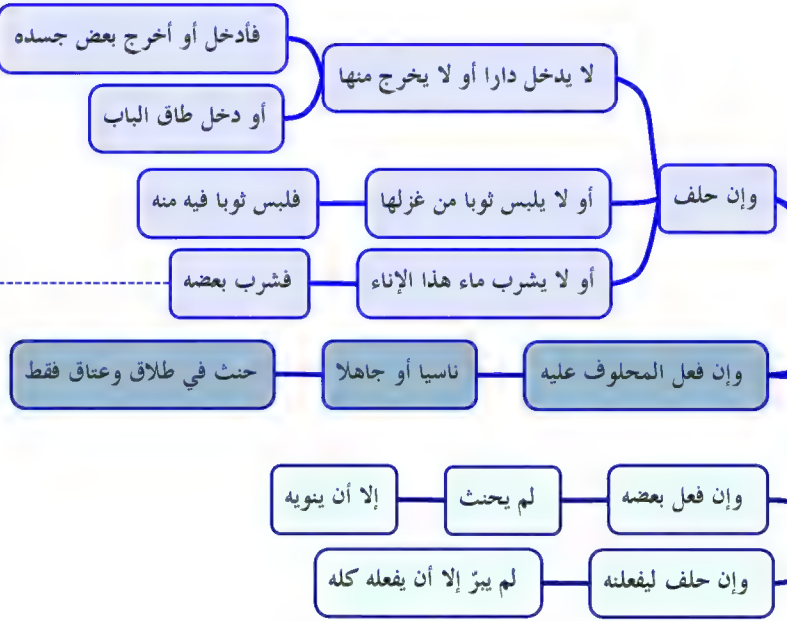 وإن حلف
لا يدخل دارا أو لا يخرج منها
فأدخل أو أخرج بعض جسده
أو دخل طاق الباب
أو لا يلبس ثوبا من غزلها
فلبس ثوبا فيه منه
أو لا يشرب ماء هذا الإناء
فشرب بعضه
وإن فعل المحلوف عليه
ناسيا أو جاهلا
حنث في طلاق وعتاق فقط
وإن فعل بعضه
لم يحنث
إلا أن ينويه
وإن حلف ليفعلنه
لم يبرّ إلا أن يفعله كله